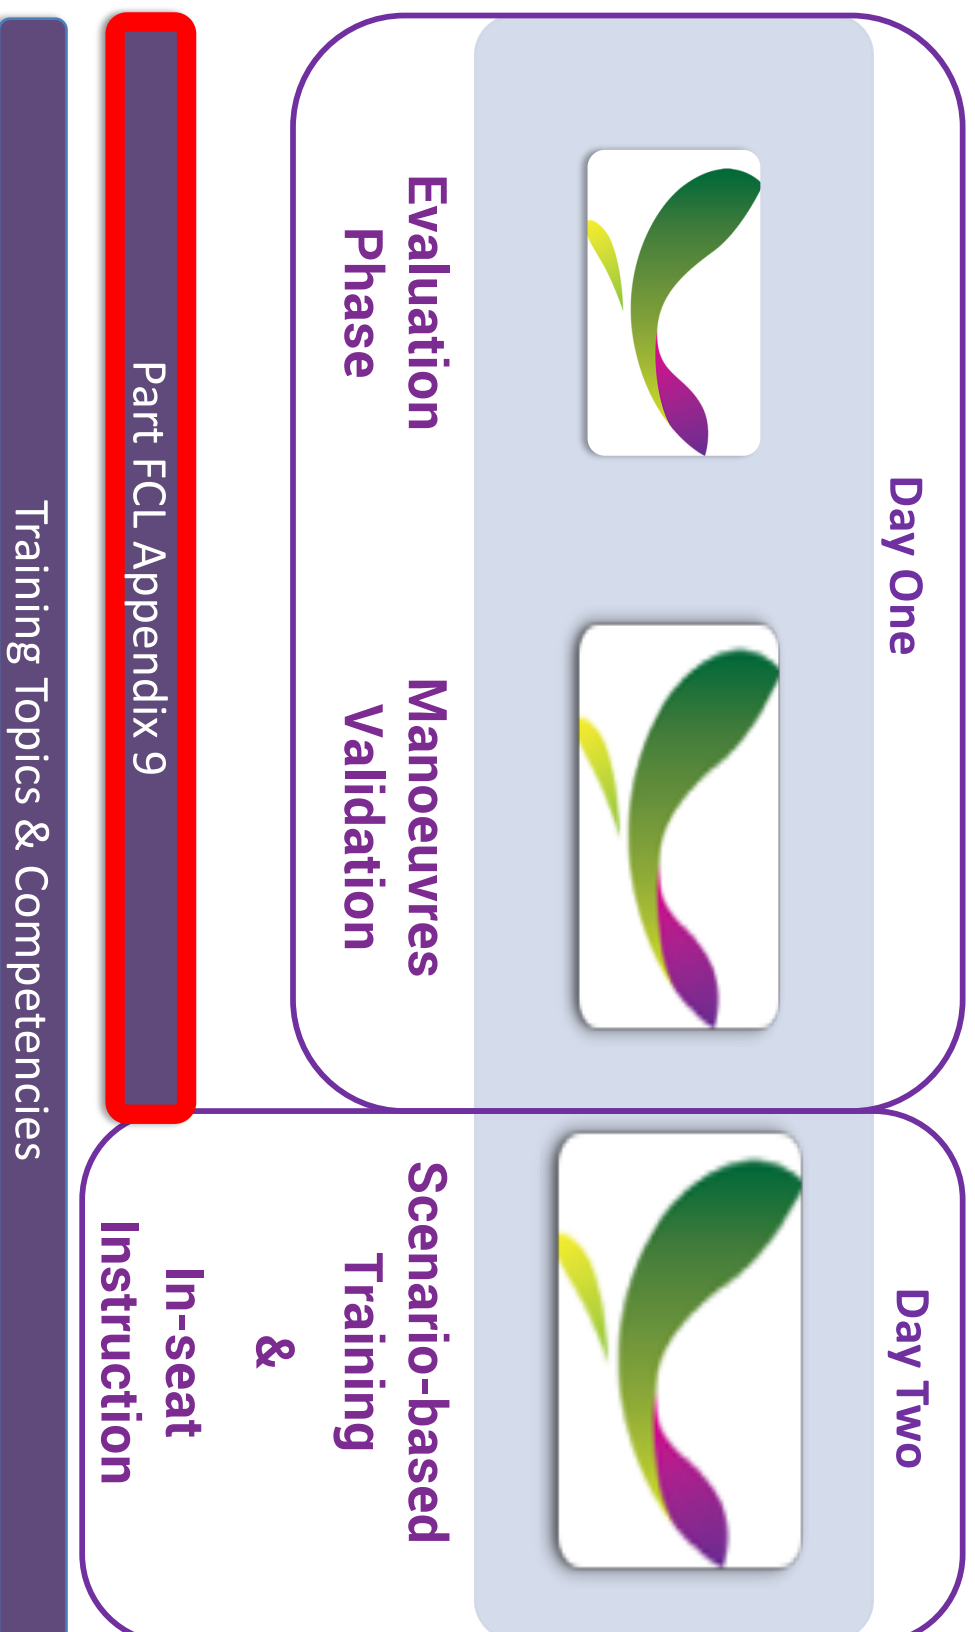 Day One
Day Two
Evaluation
Phase
Manoeuvres
Validation
Scenario-based
Training
&
In-seat
Instruction
Part FCL Appendix 9
Training Topics & Competencies